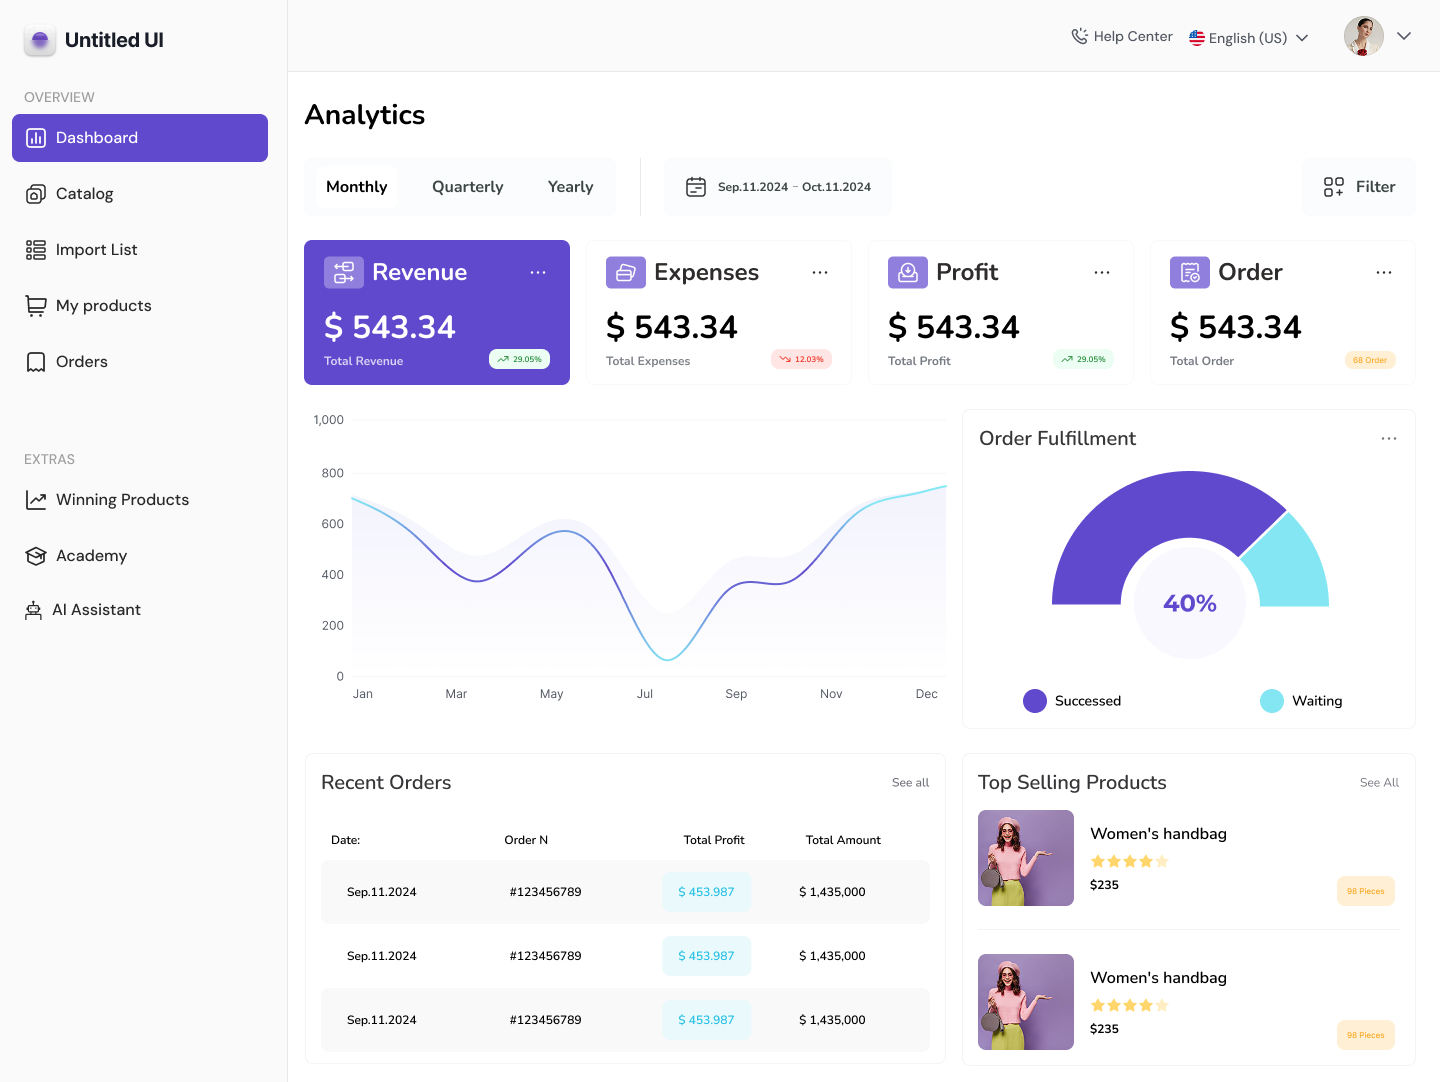 Untitled UI
Help Center
English (US)
OVERVIEW
Dashboard
Catalog
Import List
My products
Orders
EXTRAS
Winning Products
Academy
AI Assistant
Analytics
Monthly
Quarterly
Yearly
Sep.11.2024 - Oct.11.2024
Filter
Revenue
$ 543.34
Total Revenue
29.05%
Expenses
$ 543.34
Total Expenses
12.03%
Profit
$ 543.34
Total Profit
29.05%
Order
$ 543.34
Total Order
68 Order
1,000
800
600
400
200
0
Jan Mar May Jul Sep Nov Dec
Order Fulfillment
40%
Successed
Waiting
Recent Orders
See all
Date: Order N Total Profit Total Amount
Sep.11.2024 #123456789 $ 453.987 $ 1,435,000
Sep.11.2024 #123456789 $ 453.987 $ 1,435,000
Sep.11.2024 #123456789 $ 453.987 $ 1,435,000
Top Selling Products
See All
Women's handbag
$235
98 Pieces
Women's handbag
$235
98 Pieces